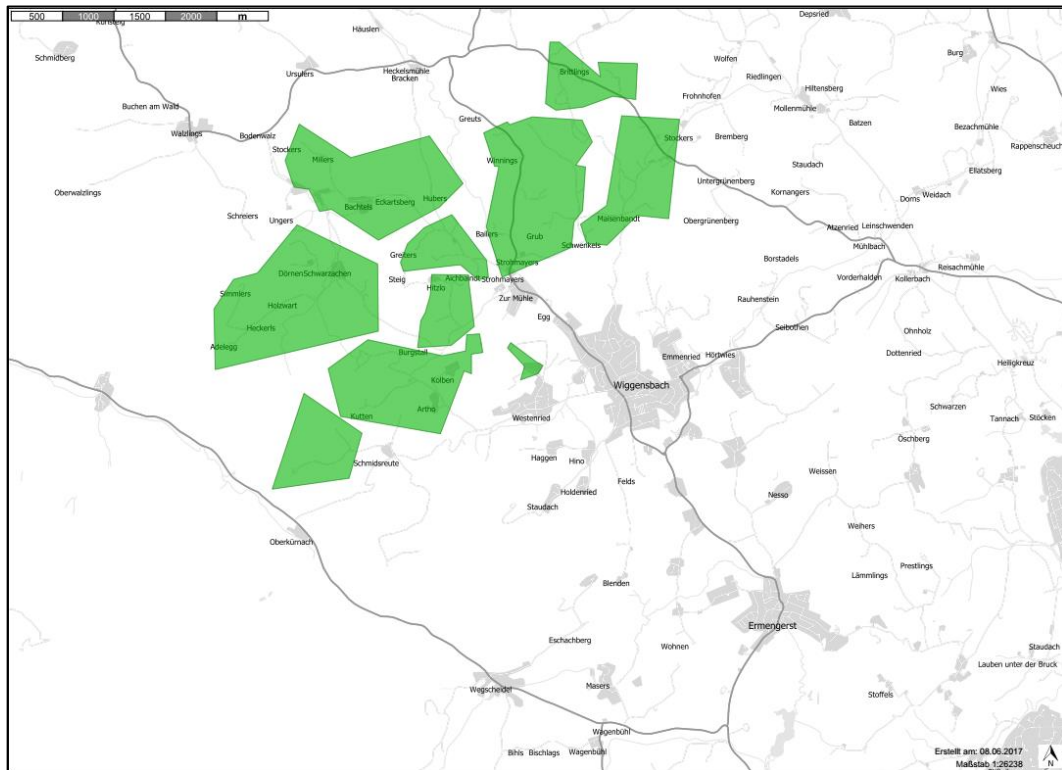 500 1000 1500 2000 m
Depsried
Häuslen
Schmidberg
Ursulers
Heckelsmühle
Bracken
Britzlings
Wolfen
Burg
Riedlingen
Hiltensberg
Wies
Buchen am Wald
Frohnhofen
Mollenmühle
Greuts
Batzen
Bezachmühle
Walzlings
Bodenwalz
Stockers
Bremberg
Rappenscheuch
Stockers
Millers
Winnings
Staudach
Ellatsberg
Untergrünenberg
Oberwalzlings
Kornangers
Weidach
Dorns
Hubers
Eckartsberg
Bachtels
Schreiers
Ungers
Maisenbandt
Obergrünenberg
Atzenried
Leinschwenden
Bailers
Grub
Schwenkels
Mühlbach
Greiters
Borstadels
Strohmayers
Reisachmühle
Dörnen
Schwarzachen
Steig
Aichbandt
Strohmayers
Vorderhalden
Kollerbach
Hitzlo
Simmlers
Zur Mühle
Rauhenstein
Holzwart
Egg
Heckerls
Seibothen
Ohnholz
Adelegg
Burgstall
Emmenried
Hörtwies
Dottenried
Heiligkreuz
Kolben
Wiggensbach
Artho
Kutten
Westenried
Schwarzen
Tannach
Stöcken
Öschberg
Schmidsreute
Haggen
Hino
Weissen
Felds
Holdenried
Nesso
Staudach
Weihers
Oberkürnach
Prestlings
Lämmlings
Blenden
Ermengerst
Eschachberg
Wohnen
Staudach
Lauben unter der Bruck
Wegscheidel
Masers
Stoffels
Wagenbühl
Bihls
Bischlags
Wagenbühl
Erstellt am: 08.06.2017
Maßstab 1:26238
N